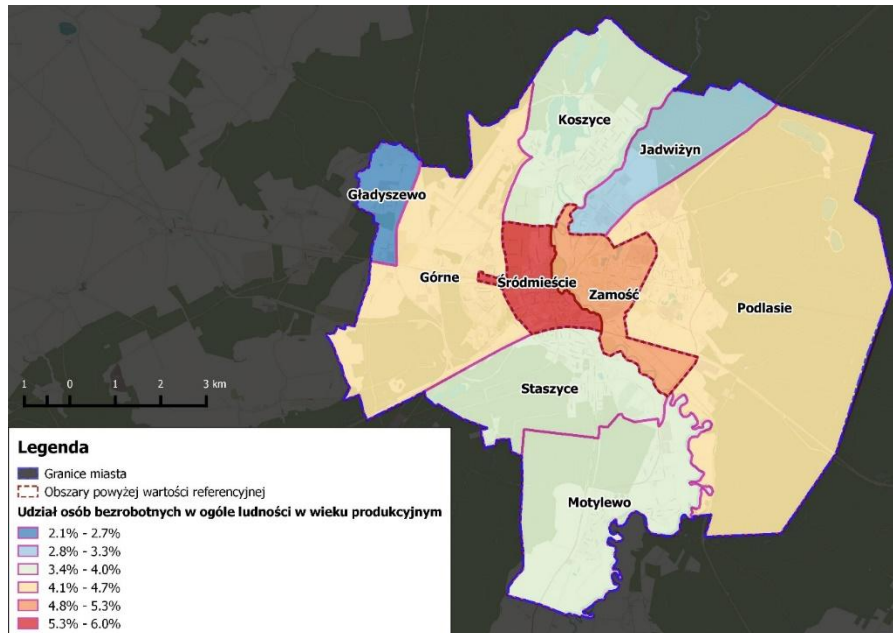 Koszyce
Jadwiżyn
Gładyszewo
Górne
Śródmieście
Zamość
Podlasie
Staszyce
Motylewo
1 0 1 2 3 km
Legenda
Granice miasta
Obszary powyżej wartości referencyjnej
Udział osób bezrobotnych w ogóle ludności w wieku produkcyjnym
2.1% - 2.7%
2.8% - 3.3%
3.4% - 4.0%
4.1% - 4.7%
4.8% - 5.3%
5.3% - 6.0%